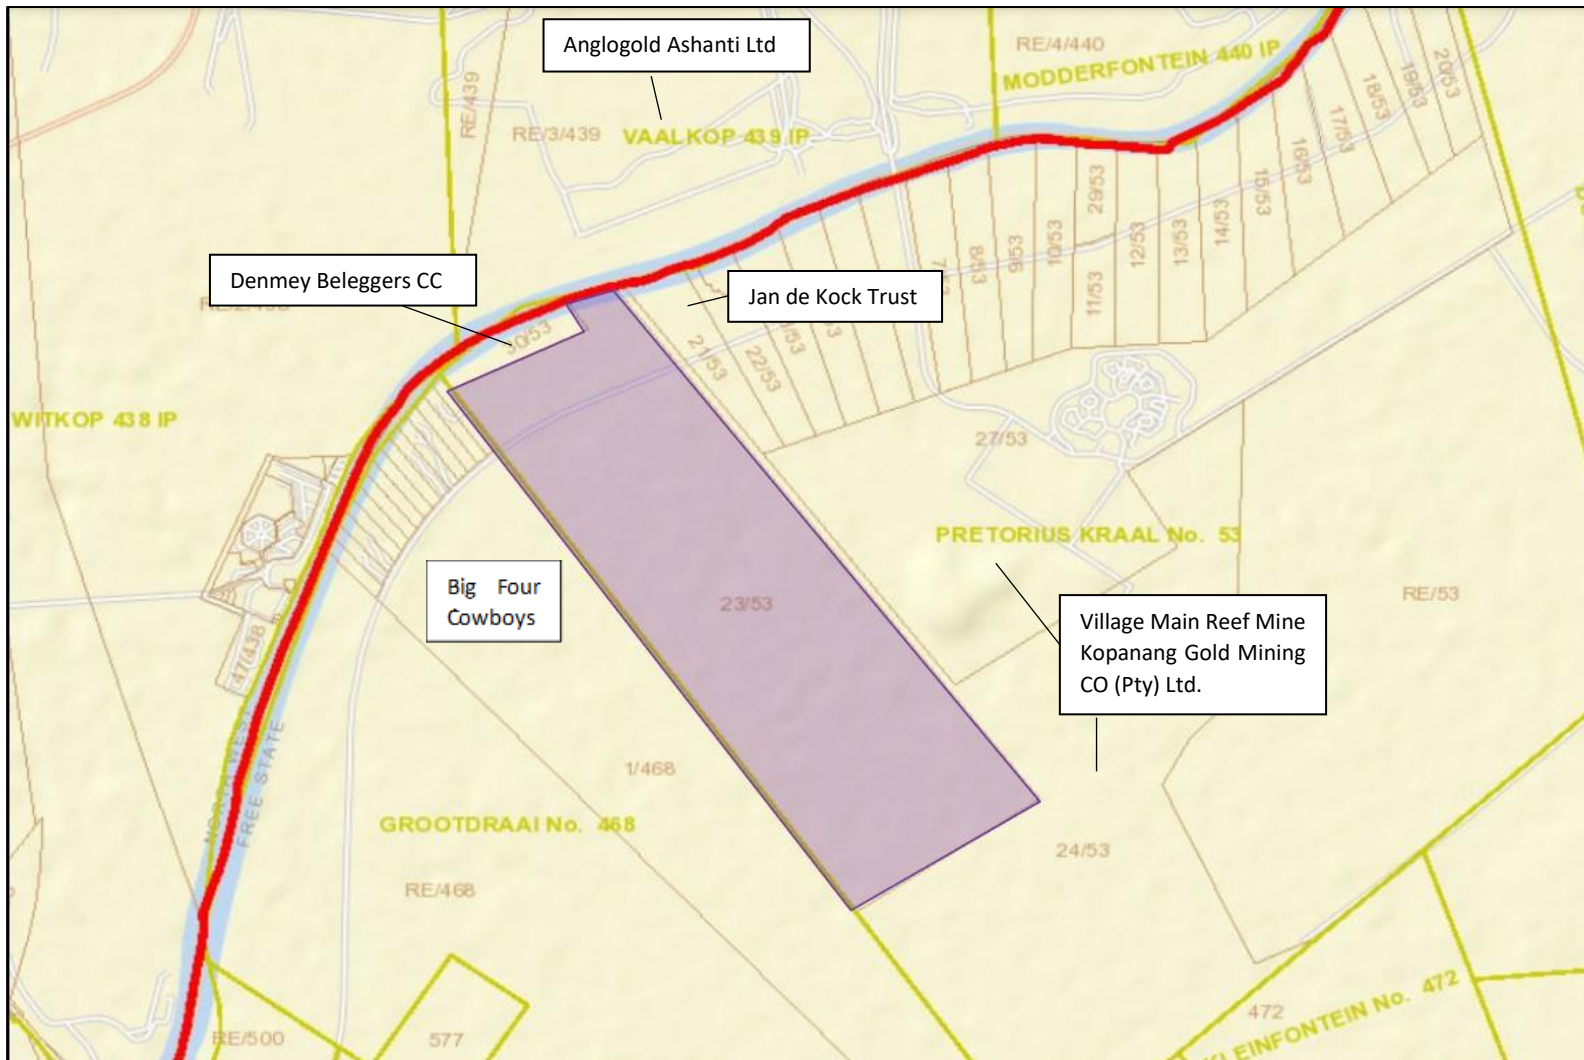 Anglogold Ashanti Ltd
RE/4/440
MODDERFONTEIN 440 IP
RE/439
RE/3/439
VAALKOP 439 IP
20/53
19/53
18/53
17/53
16/53
15/53
14/53
13/53
12/53
29/53
11/53
10/53
9/53
8/53
Denmey Beleggers CC
Jan de Kock Trust
30/53
21/53
22/53
WITKOP 438 IP
27/53
PRETORIUS KRAAL No. 53
Big Four
Cowboys
23/53
RE/53
Village Main Reef Mine
Kopanang Gold Mining
CO (Pty) Ltd.
47/438
NORTH WEST
FREE STATE
1/468
GROOTDRAAI No. 468
24/53
RE/468
RE/500
577
472
KLEINFONTEIN No. 472